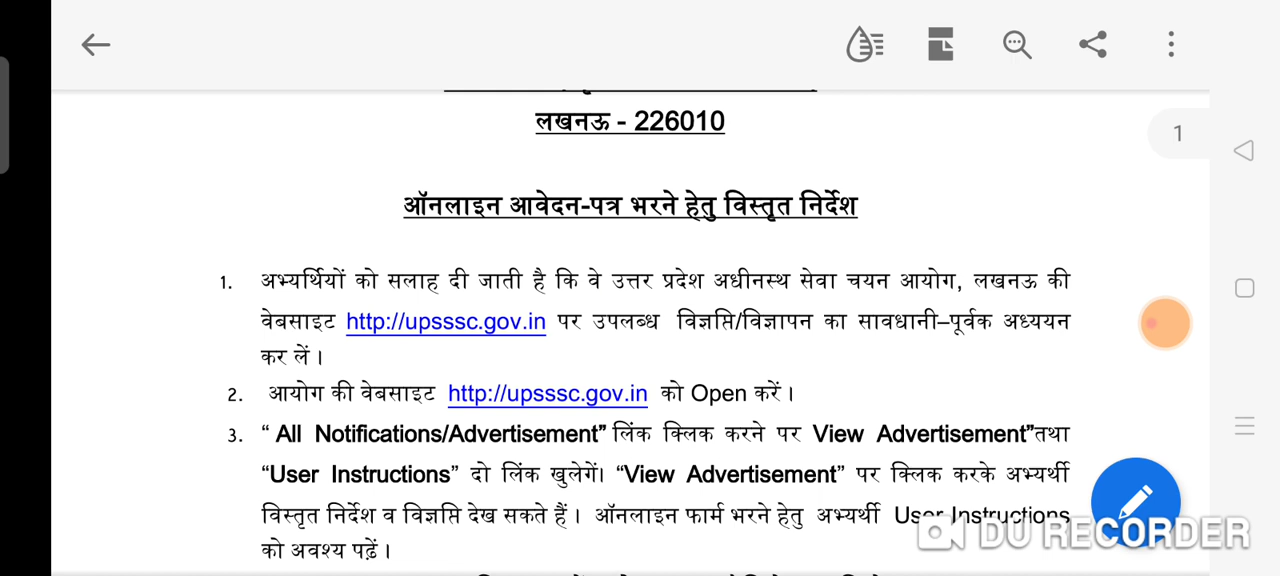 1
लखनऊ - 226010
ऑनलाइन आवेदन-पत्र भरने हेतु विस्तृत निर्देश
1. अभ्यर्थियों को सलाह दी जाती है कि वे उत्तर प्रदेश अधीनस्थ सेवा चयन आयोग, लखनऊ की
वेबसाइट http://upsssc.gov.in पर उपलब्ध विज्ञप्ति/विज्ञापन का सावधानी–पूर्वक अध्ययन
कर लें।
2. आयोग की वेबसाइट http://upsssc.gov.in को Open करें।
3. “ All Notifications/Advertisement” लिंक क्लिक करने पर View Advertisement”तथा
“User Instructions” दो लिंक खुलेगें। “View Advertisement” पर क्लिक करके अभ्यर्थी
विस्तृत निर्देश व विज्ञप्ति देख सकते हैं। ऑनलाइन फार्म भरने हेतु अभ्यर्थी User Instructions
को अवश्य पढ़ें।
DU RECORDER